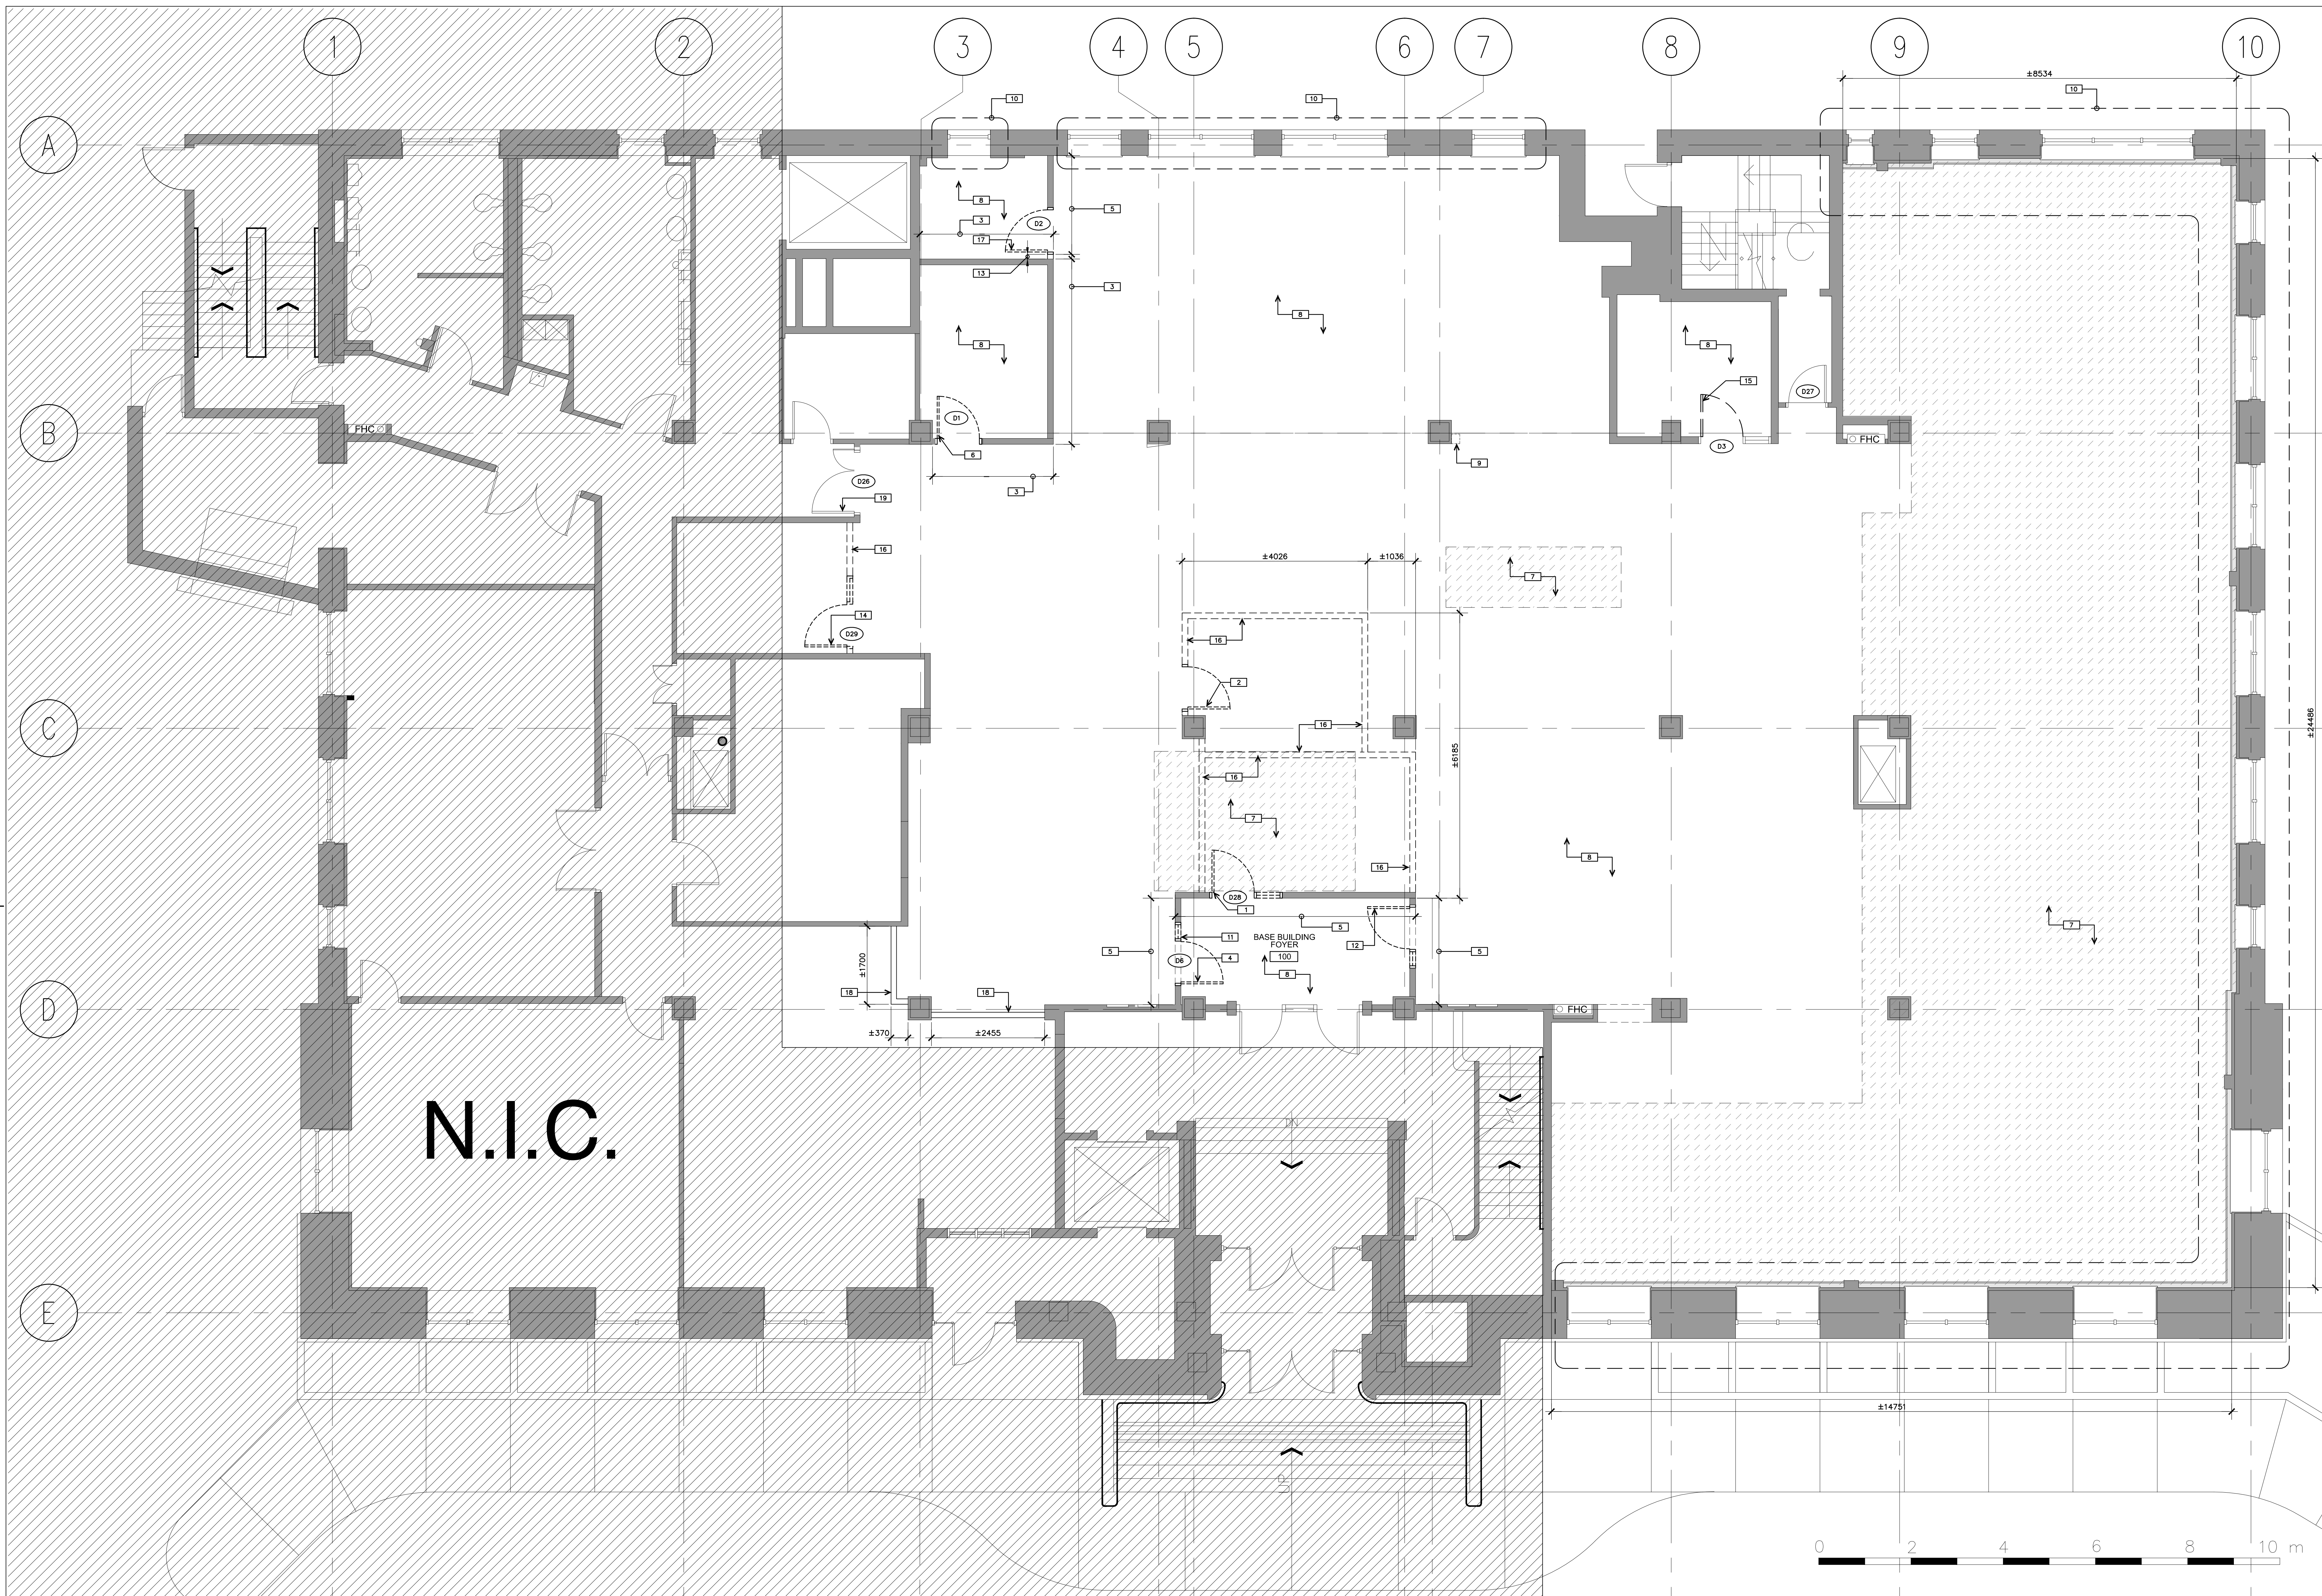 1 2 3 4 5 6 7 8 9 10
±8534
10 10 10
A
8 5
3 D2
17
13 3
8 8 8
15
D27
D1 D3
B
FHC FHC
6 9
D26
3
19
16
±4026 ±1036
7
14
D29
16
2
±24486
C
16
16
±6185
7
8
16
D28
1
7
5
11 BASE BUILDING
FOYER
12
5 5
D6 4 100
8
±1700
18 18
D
FHC
±370 ±2455
N.I.C.
DN
E
±14751
UP
0 2 4 6 8 10 m